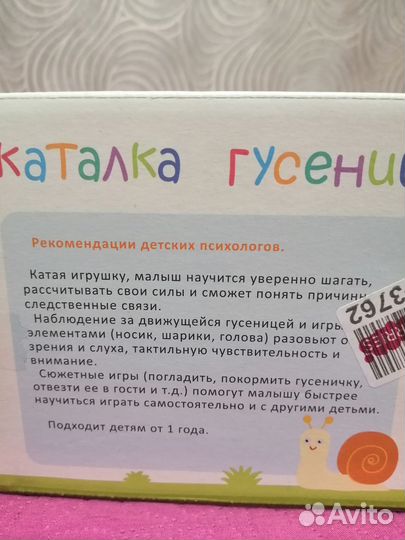 каталка гусени
Рекомендации детских психологов.
Катая игрушку, малыш научится уверенно шагать,
рассчитывать свои силы и сможет понять причинн
следственные связи.
Наблюдение за движущейся гусеницей и игры
элементами (носик, шарики, голова) разовьют о
зрения и слуха, тактильную чувствительность и
внимание.
Сюжетные игры (погладить, покормить гусеничку,
отвезти ее в гости и т.д.) помогут малышу быстрее
научиться играть самостоятельно и с другими детьми.
Подходит детям от 1 года.
3762
Avito